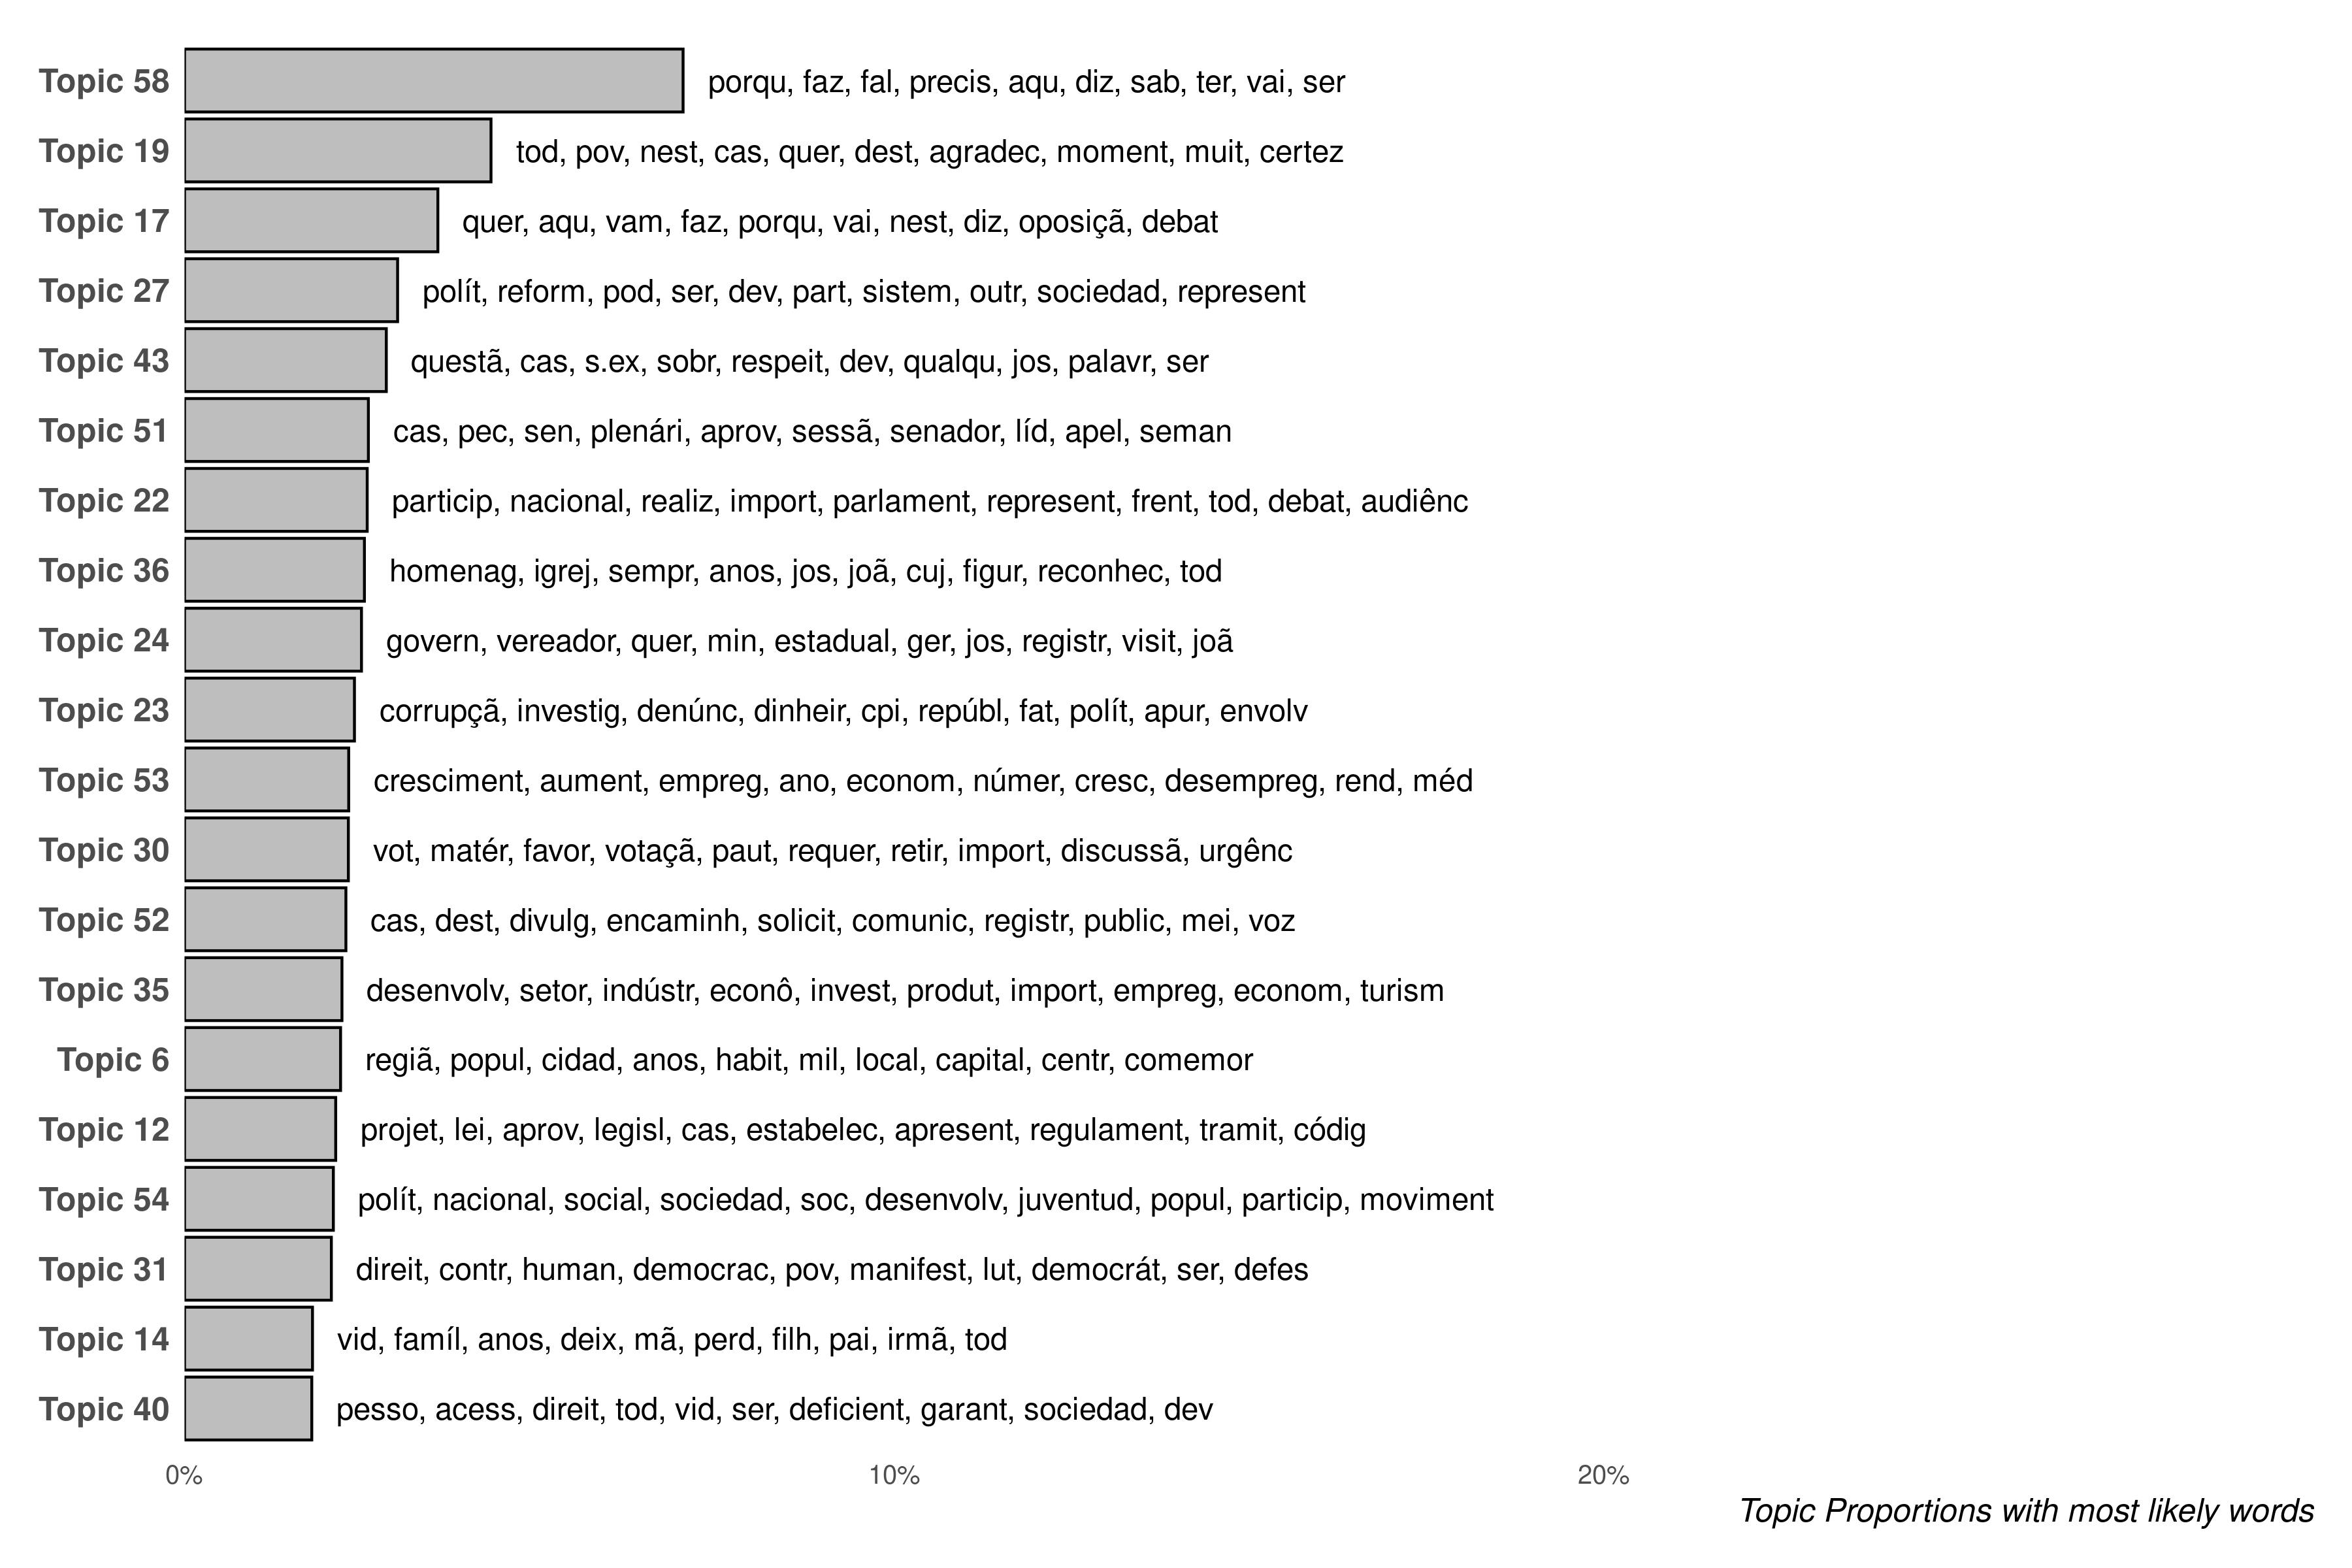 Topic 58 porqu, faz, fal, precis, aqu, diz, sab, ter, vai, ser
Topic 19 tod, pov, nest, cas, quer, dest, agradec, moment, muit, certez
Topic 17 quer, aqu, vam, faz, porqu, vai, nest, diz, oposiçã, debat
Topic 27 polít, reform, pod, ser, dev, part, sistem, outr, sociedad, represent
Topic 43 questã, cas, s.ex, sobr, respeit, dev, qualqu, jos, palavr, ser
Topic 51 cas, pec, sen, plenári, aprov, sessã, senador, líd, apel, seman
Topic 22 particip, nacional, realiz, import, parlament, represent, frent, tod, debat, audiênc
Topic 36 homenag, igrej, sempr, anos, jos, joã, cuj, figur, reconhec, tod
Topic 24 govern, vereador, quer, min, estadual, ger, jos, registr, visit, joã
Topic 23 corrupçã, investig, denúnc, dinheir, cpi, repúbl, fat, polít, apur, envolv
Topic 53 cresciment, aument, empreg, ano, econom, númer, cresc, desempreg, rend, méd
Topic 30 vot, matér, favor, votaçã, paut, requer, retir, import, discussã, urgênc
Topic 52 cas, dest, divulg, encaminh, solicit, comunic, registr, public, mei, voz
Topic 35 desenvolv, setor, indústr, econô, invest, produt, import, empreg, econom, turism
Topic 6 regiã, popul, cidad, anos, habit, mil, local, capital, centr, comemor
Topic 12 projet, lei, aprov, legisl, cas, estabelec, apresent, regulament, tramit, códig
Topic 54 polít, nacional, social, sociedad, soc, desenvolv, juventud, popul, particip, moviment
Topic 31 direit, contr, human, democrac, pov, manifest, lut, democrát, ser, defes
Topic 14 vid, famíl, anos, deix, mã, perd, filh, pai, irmã, tod
Topic 40 pesso, acess, direit, tod, vid, ser, deficient, garant, sociedad, dev
0% 10% 20%
Topic Proportions with most likely words